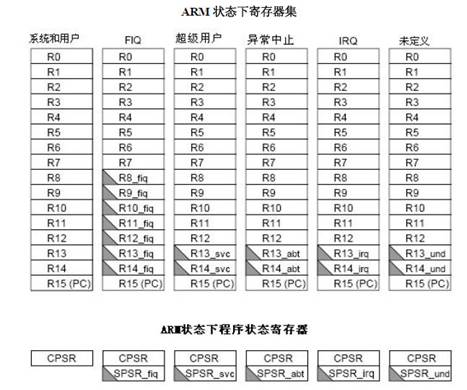 ARM 状态下寄存器集
系统和用户 FIQ 超级用户 异常中止 IRQ 未定义
R0 R0 R0 R0 R0 R0
R1 R1 R1 R1 R1 R1
R2 R2 R2 R2 R2 R2
R3 R3 R3 R3 R3 R3
R4 R4 R4 R4 R4 R4
R5 R5 R5 R5 R5 R5
R6 R6 R6 R6 R6 R6
R7 R7 R7 R7 R7 R7
R8 R8_fiq R8 R8 R8 R8
R9 R9_fiq R9 R9 R9 R9
R10 R10_fiq R10 R10 R10 R10
R11 R11_fiq R11 R11 R11 R11
R12 R12_fiq R12 R12 R12 R12
R13 R13_fiq R13_svc R13_abt R13_irq R13_und
R14 R14_fiq R14_svc R14_abt R14_irq R14_und
R15 (PC) R15 (PC) R15 (PC) R15 (PC) R15 (PC) R15 (PC)
ARM状态下程序状态寄存器
CPSR CPSR CPSR CPSR CPSR CPSR
SPSR_fiq SPSR_svc SPSR_abt SPSR_irq SPSR_und